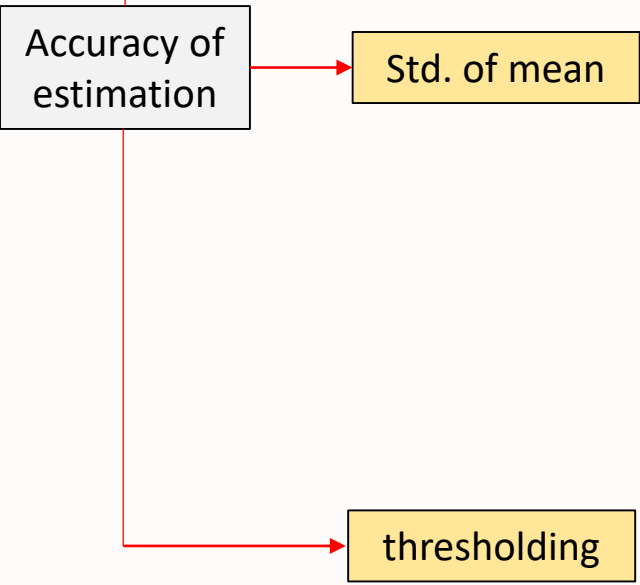 Accuracy of
estimation
Std. of mean
thresholding